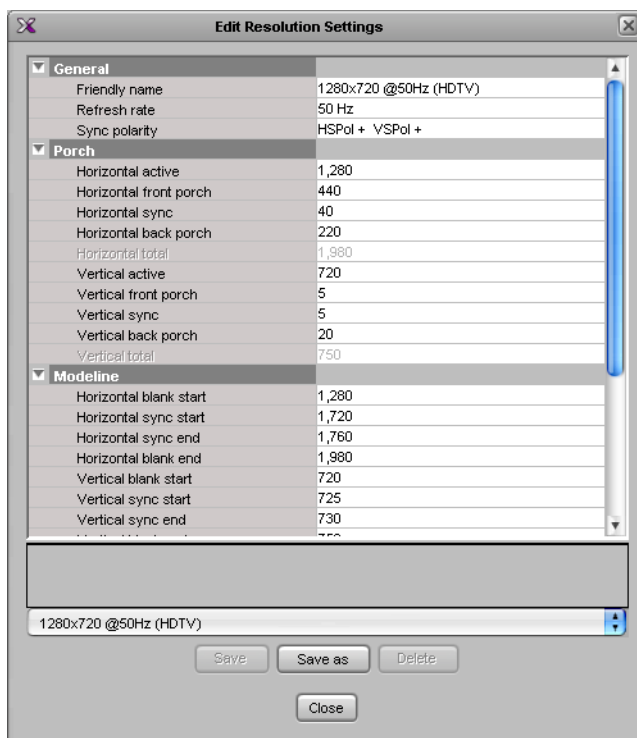 Edit Resolution Settings
General
Friendly name 1280x720 @50Hz (HDTV)
Refresh rate 50 Hz
Sync polarity HSPol + VSPol +
Porch
Horizontal active 1,280
Horizontal front porch 440
Horizontal sync 40
Horizontal back porch 220
Horizontal total 1,980
Vertical active 720
Vertical front porch 5
Vertical sync 5
Vertical back porch 20
Vertical total 750
Modeline
Horizontal blank start 1,280
Horizontal sync start 1,720
Horizontal sync end 1,760
Horizontal blank end 1,980
Vertical blank start 720
Vertical sync start 725
Vertical sync end 730
1280x720 @50Hz (HDTV)
Save Save as Delete
Close